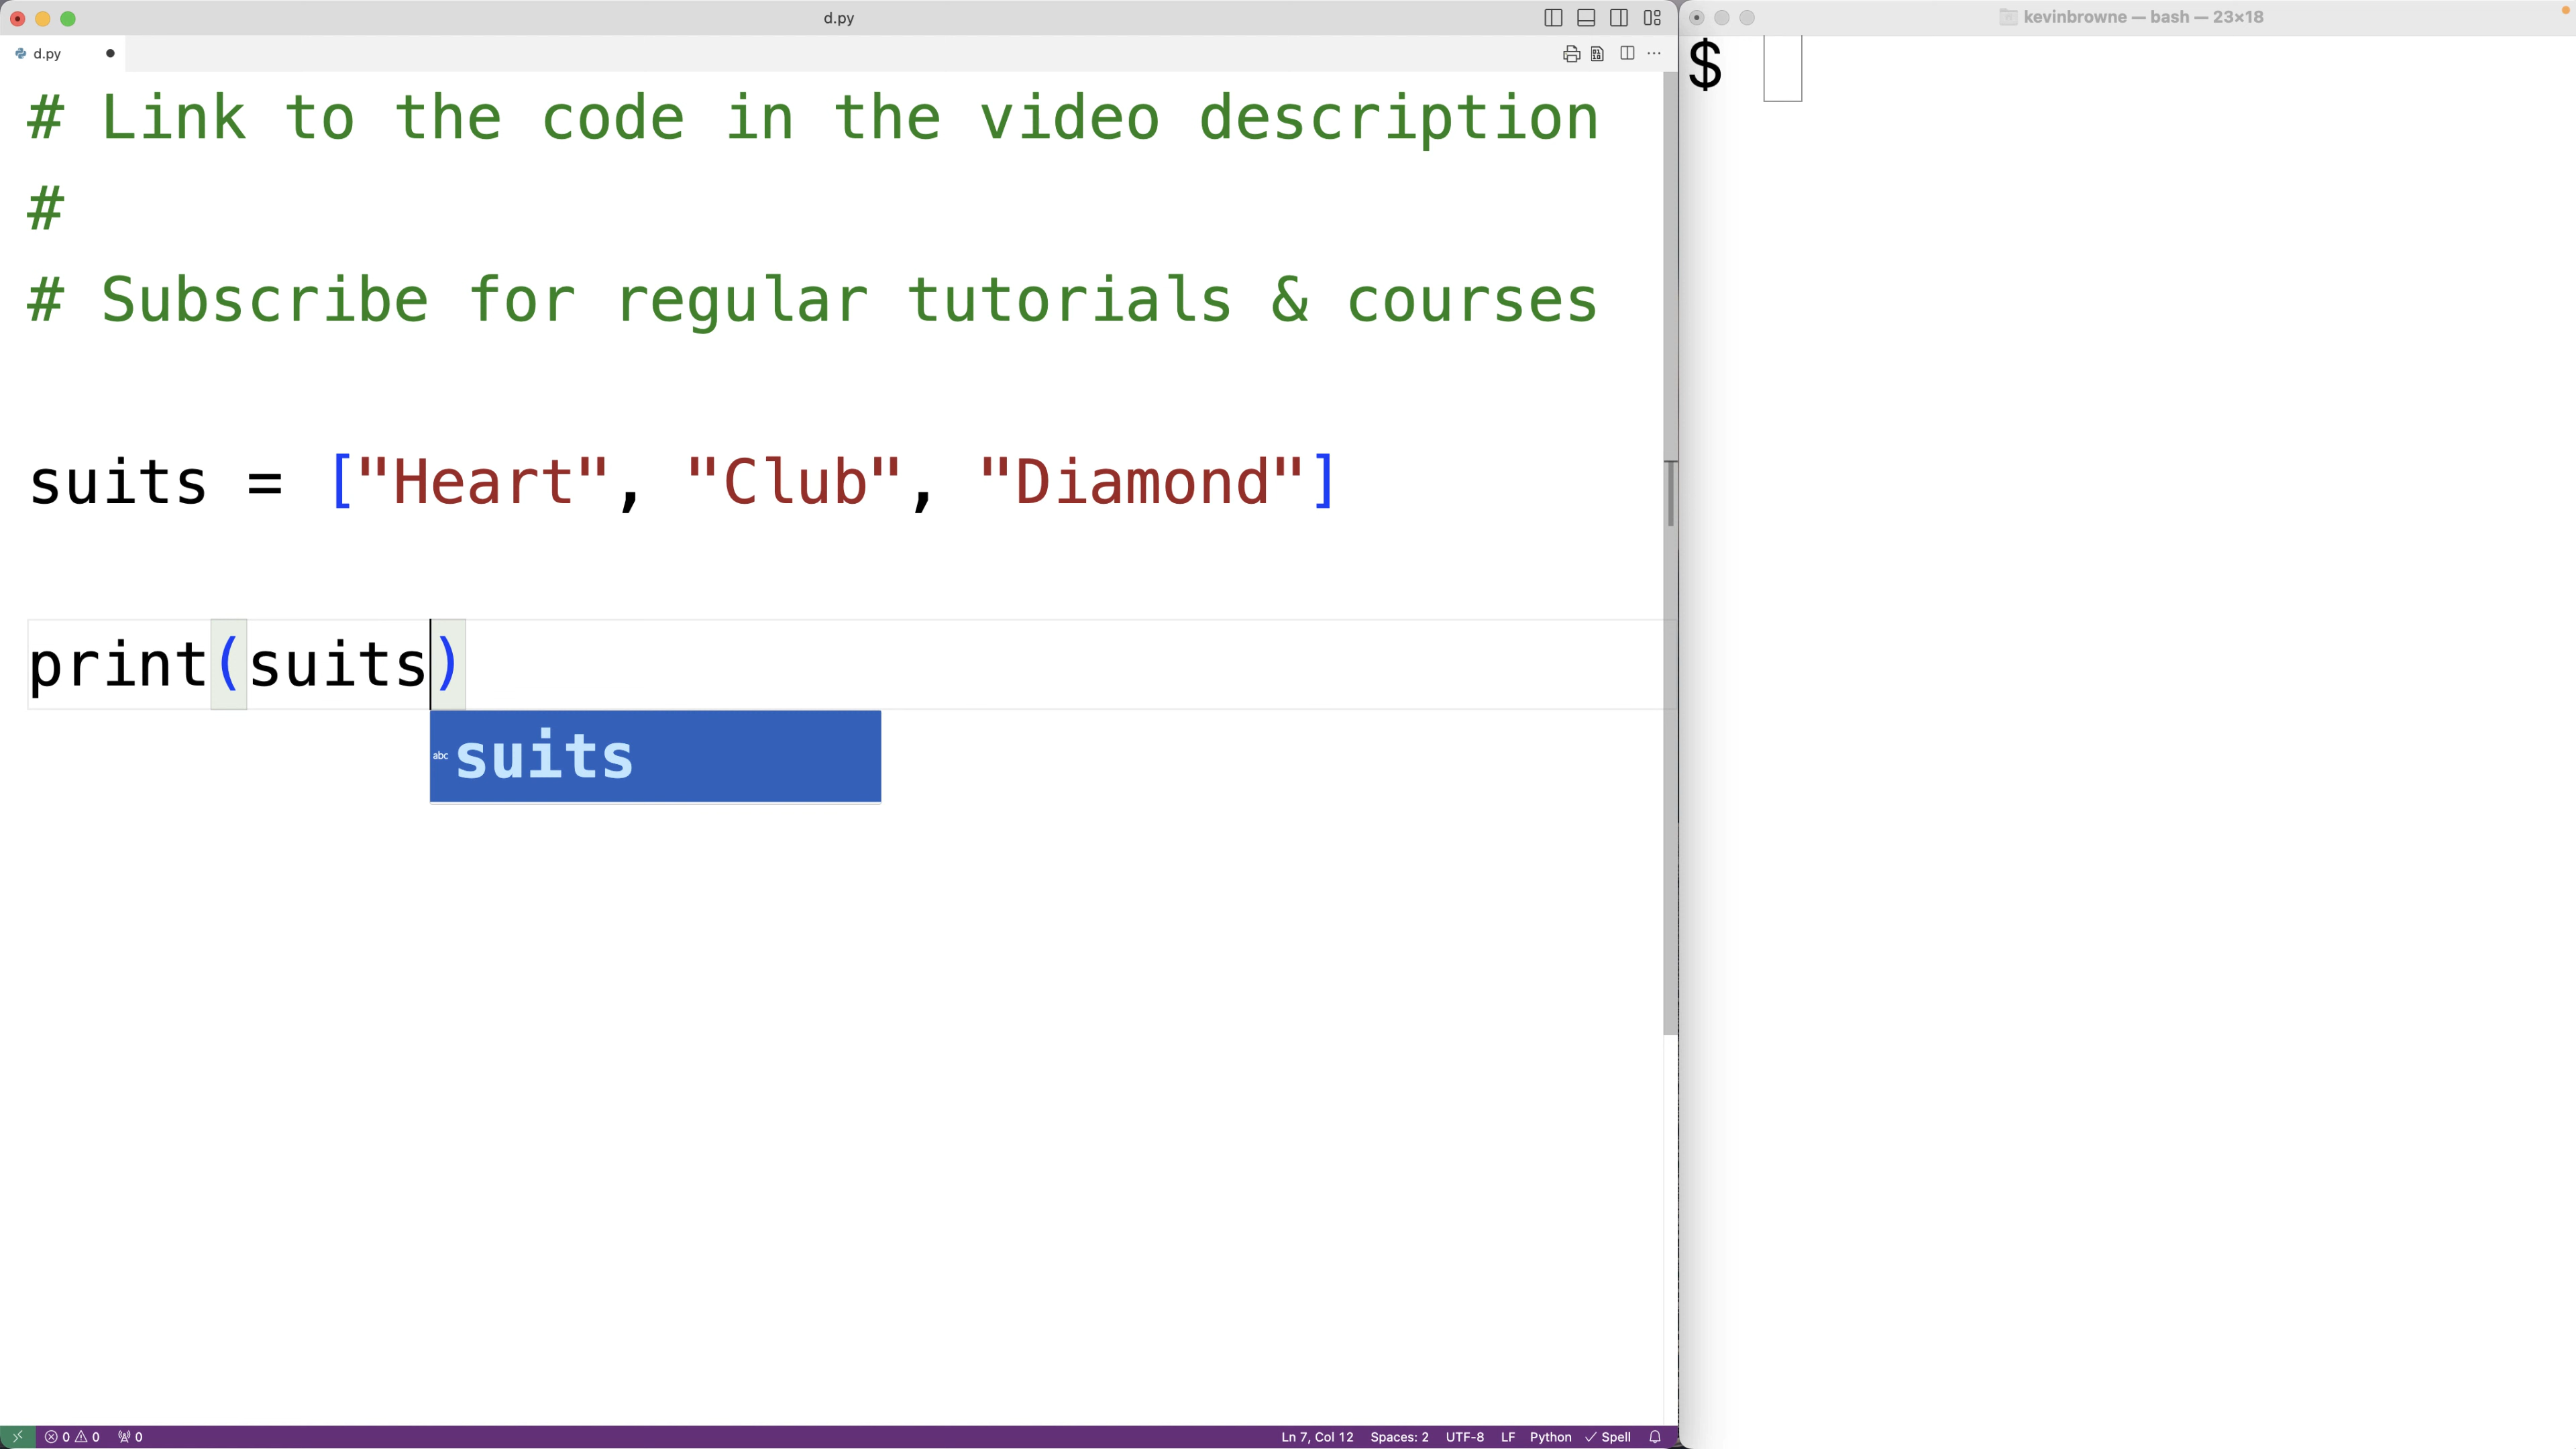 d.py
d.py
# Link to the code in the video description
#
# Subscribe for regular tutorials & courses
suits = ["Heart", "Club", "Diamond"]
print(suits)
abc suits
0 0 0
Ln 7, Col 12 Spaces: 2 UTF-8 LF Python Spell
kevinbrowne — bash — 23×18
$